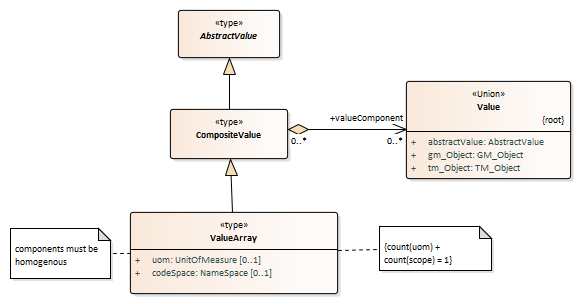 «type»
AbstractValue
«type»
CompositeValue
0..*
+valueComponent
0..*
«Union»
Value
{root}
+ abstractValue: AbstractValue
+ gm_Object: GM_Object
+ tm_Object: TM_Object
components must be
homogenous
«type»
ValueArray
+ uom: UnitOfMeasure [0..1]
+ codeSpace: NameSpace [0..1]
{count(uom) +
count(scope) = 1}